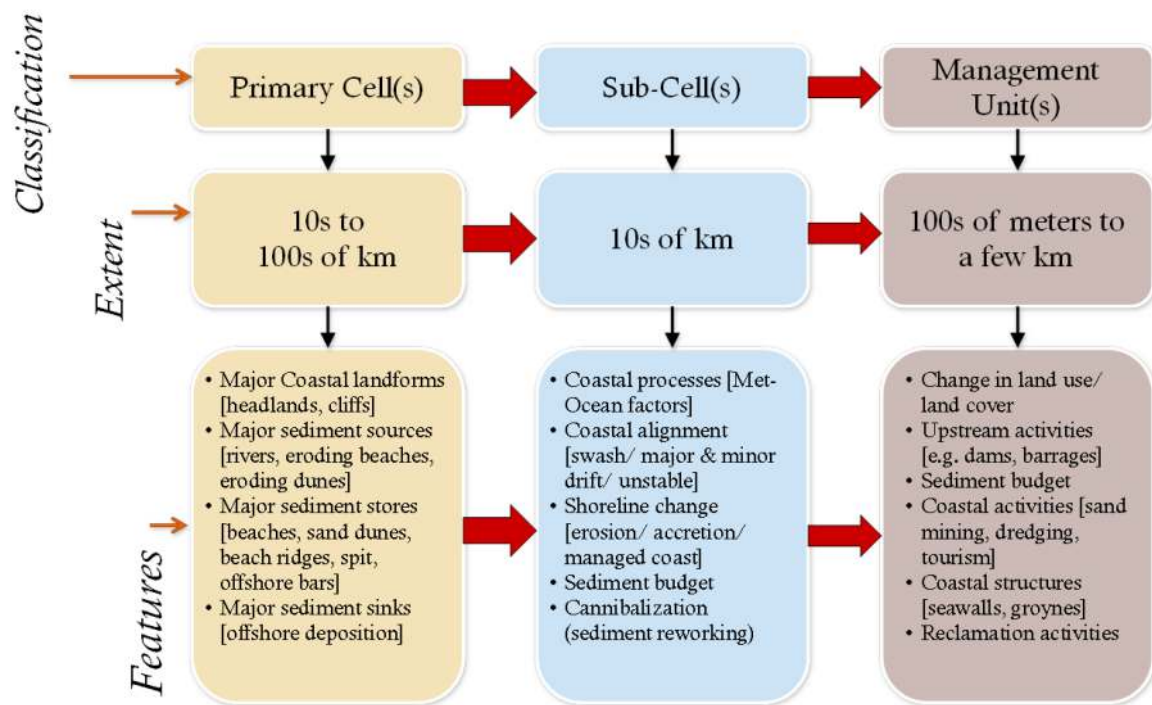 Classification
Primary Cell(s)
Sub-Cell(s)
Management
Unit(s)
Extent
10s to
100s of km
10s of km
100s of meters to
a few km
Features
• Major Coastal landforms
[headlands, cliffs]
• Major sediment sources
[rivers, eroding beaches,
eroding dunes]
• Major sediment stores
[beaches, sand dunes,
beach ridges, spit,
offshore bars]
• Major sediment sinks
[offshore deposition]
• Coastal processes [Met-
Ocean factors]
• Coastal alignment
[swash/ major & minor
drift/ unstable]
• Shoreline change
[erosion/ accretion/
managed coast]
• Sediment budget
• Cannibalization
(sediment reworking)
• Change in land use/
land cover
• Upstream activities
[e.g. dams, barrages]
• Sediment budget
• Coastal activities [sand
mining, dredging,
tourism]
• Coastal structures
[seawalls, groynes]
• Reclamation activities